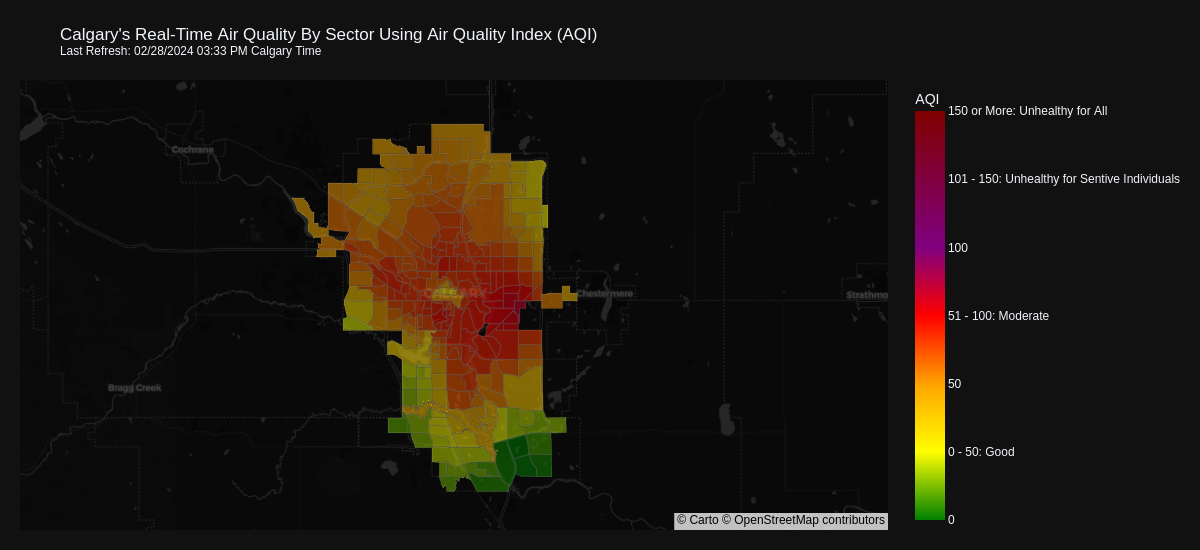 Calgary's Real-Time Air Quality By Sector Using Air Quality Index (AQI)
Last Refresh: 02/28/2024 03:33 PM Calgary Time
AQI
150 or More: Unhealthy for All
Cochrane
101 - 150: Unhealthy for Sentive Individuals
100
CALGARY
Chestermere
Strathmo
51 - 100: Moderate
50
Bragg Creek
0 - 50: Good
0
© Carto © OpenStreetMap contributors